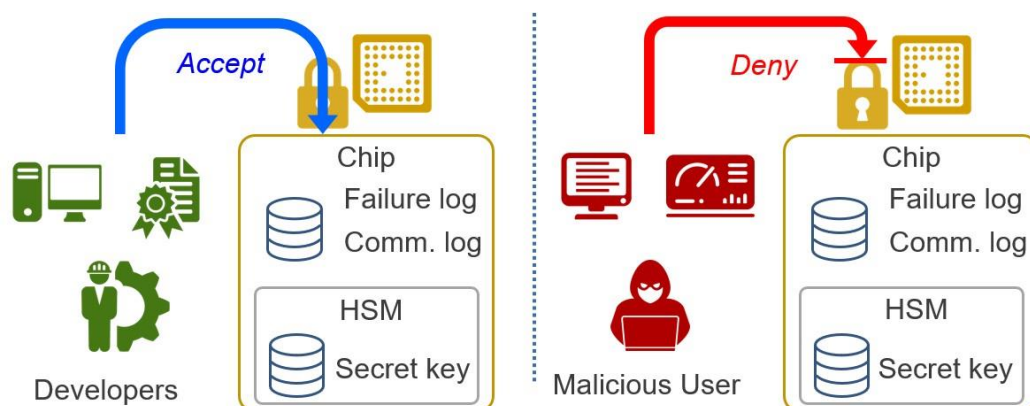 Accept
Chip
Failure log
Comm. log
HSM
Secret key
Developers
Deny
Chip
Failure log
Comm. log
HSM
Secret key
Malicious User